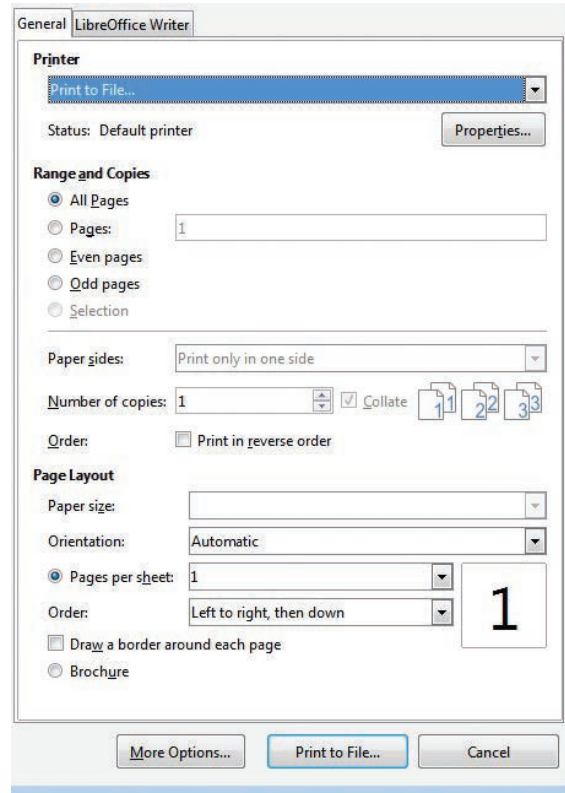 General LibreOffice Writer
Printer
Print to File...
Status: Default printer Properties...
Range and Copies
All Pages
Pages: 1
Even pages
Odd pages
Selection
Paper sides: Print only in one side
Number of copies: 1 Collate 1 1 2 2 3 3
Order: Print in reverse order
Page Layout
Paper size:
Orientation: Automatic
Pages per sheet: 1
1
Order: Left to right, then down
Draw a border around each page
Brochure
More Options... Print to File... Cancel